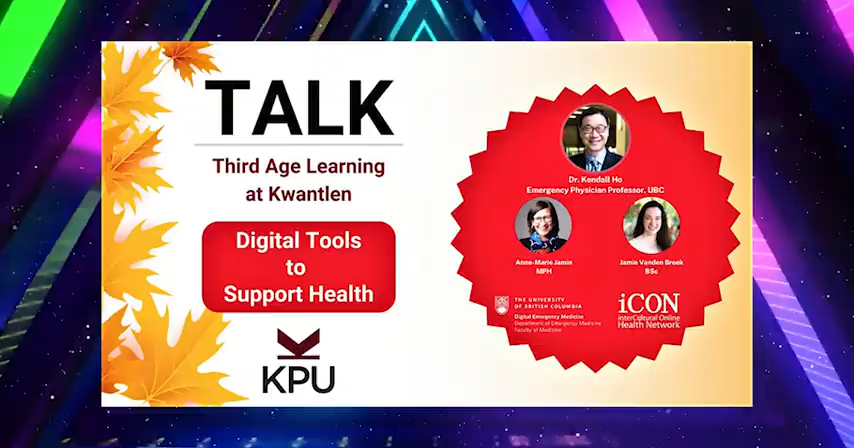 TALK
Third Age Learning
at Kwantlen
Digital Tools
to
Support Health
KPU
Dr. Kendall Ho
Emergency Physician Professor, UBC
Anne-Marie Jamin
MPH
Jamie Vanden Broek
BSc
THE UNIVERSITY
OF BRITISH COLUMBIA
Digital Emergency Medicine
Department of Emergency Medicine
Faculty of Medicine
iCON
interCultural Online
Health Network